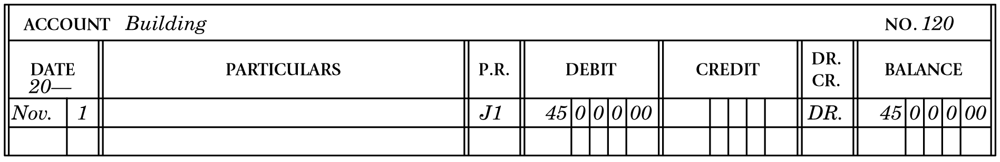 ACCOUNT Building NO. 120
DATE PARTICULARS P.R. DEBIT CREDIT DR. CR. BALANCE
20—
Nov. 1 J1 45 0 0 0 00 DR. 45 0 0 0 00